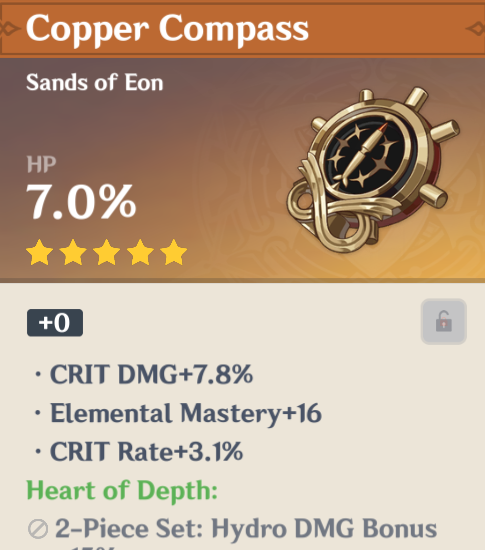 Copper Compass
Sands of Eon
HP
7.0%
+0
· CRIT DMG+7.8%
· Elemental Mastery+16
· CRIT Rate+3.1%
Heart of Depth:
2-Piece Set: Hydro DMG Bonus